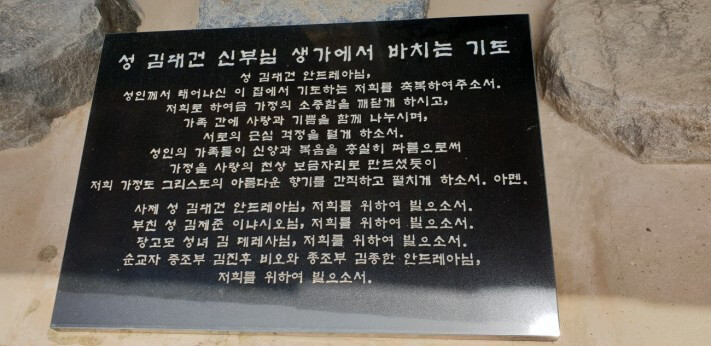 성 김대건 신부님 생가에서 바치는 기도
성 김대건 안드레아님,
성인께서 태어나신 이 집에서 기도하는 저희를 축복하여주소서.
저희로 하여금 가정의 소중함을 깨닫게 하시고,
가족 간에 사랑과 기쁨을 함께 나누시며,
서로의 근심 걱정을 덜게 하소서.
성인의 가족들이 신앙과 복음을 충실히 따름으로써
가정을 사랑의 천상 보금자리로 만드셨듯이
저희 가정도 그리스도의 아름다운 향기를 간직하고 펼치게 하소서. 아멘.
사제 성 김대건 안드레아님, 저희를 위하여 빌으소서.
부친 성 김제준 이냐시오님, 저희를 위하여 빌으소서.
당고모 성녀 김 데레사님, 저희를 위하여 빌으소서.
순교자 증조부 김진후 비오와 종조부 김종한 안드레아님,
저희를 위하여 빌으소서.